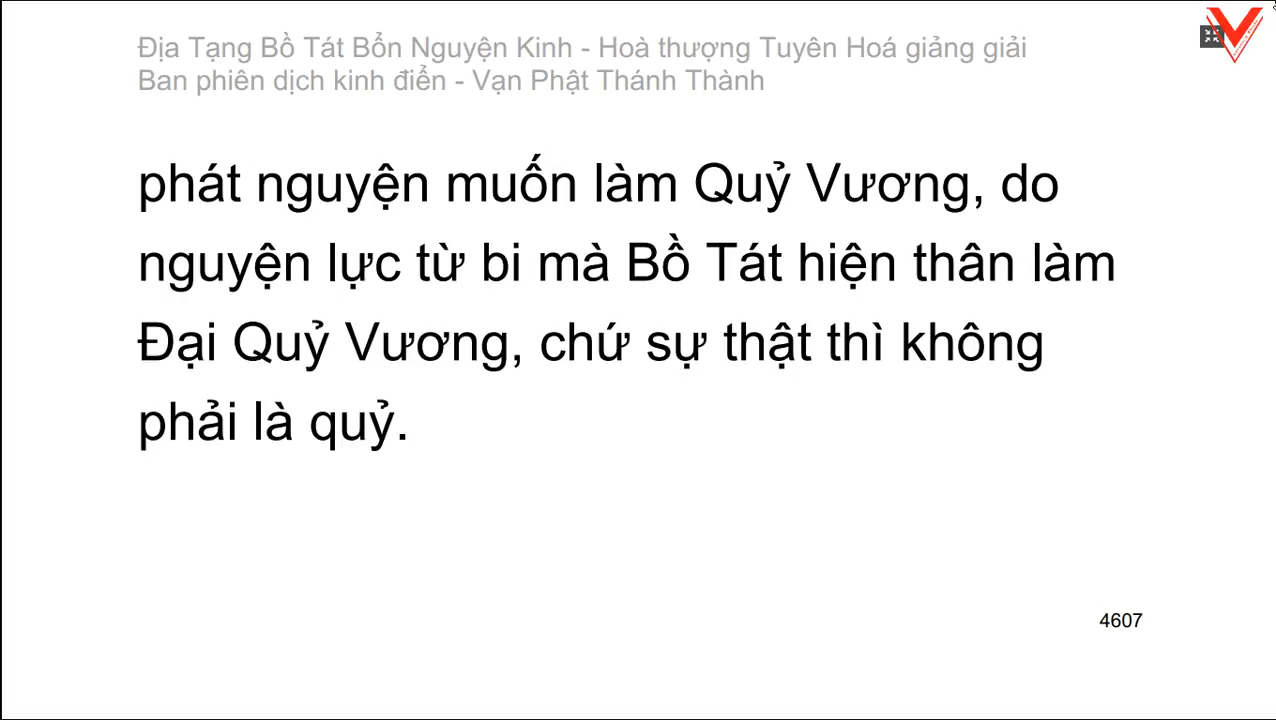 Địa Tạng Bồ Tát Bổn Nguyện Kinh - Hoà thượng Tuyên Hoá giảng giải
Ban phiên dịch kinh điển - Vạn Phật Thánh Thành
phát nguyện muốn làm Quỷ Vương, do
nguyện lực từ bi mà Bồ Tát hiện thân làm
Đại Quỷ Vương, chứ sự thật thì không
phải là quỷ.
4607